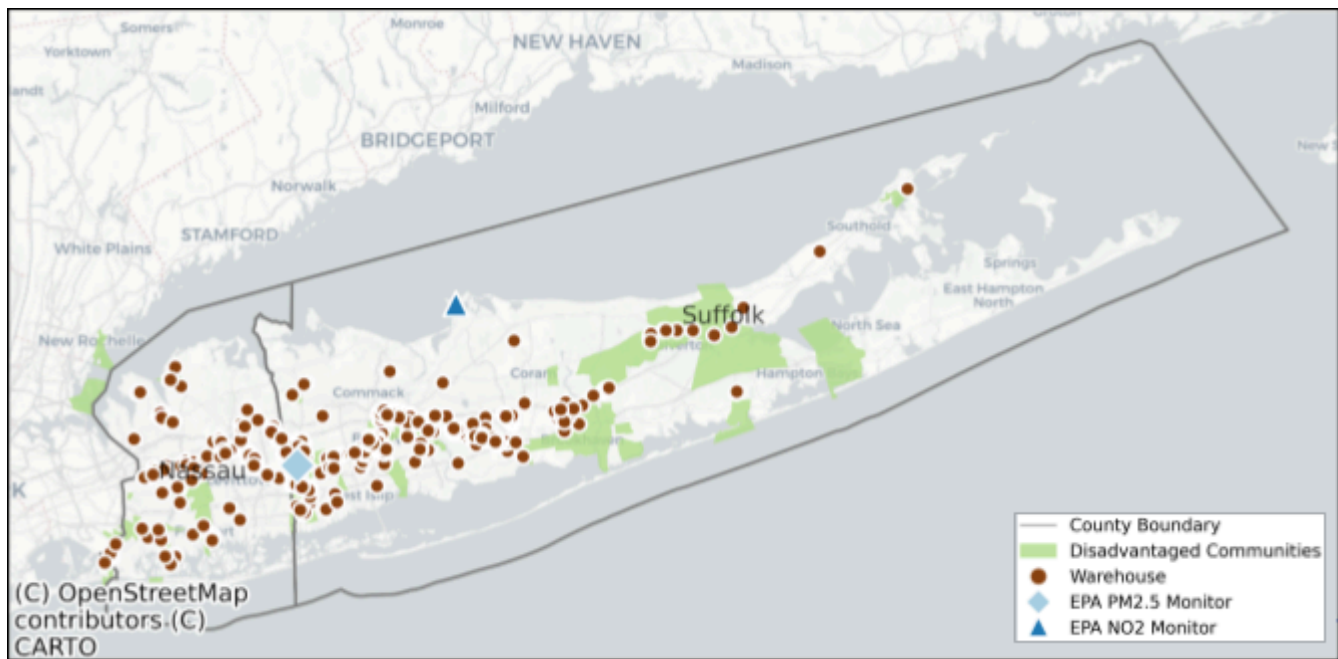 Somers
Monroe
Groton
Yorktown
NEW HAVEN
Madison
Milford
BRIDGEPORT
Norwalk
White Plains
STAMFORD
Southold
Springs
East Hampton
North
Suffolk
North Sea
New Rochelle
Hampton Bays
Commack
Coram
Nassau
County Boundary
Disadvantaged Communities
Warehouse
EPA PM2.5 Monitor
EPA NO2 Monitor
(C) OpenStreetMap
contributors (C)
CARTO